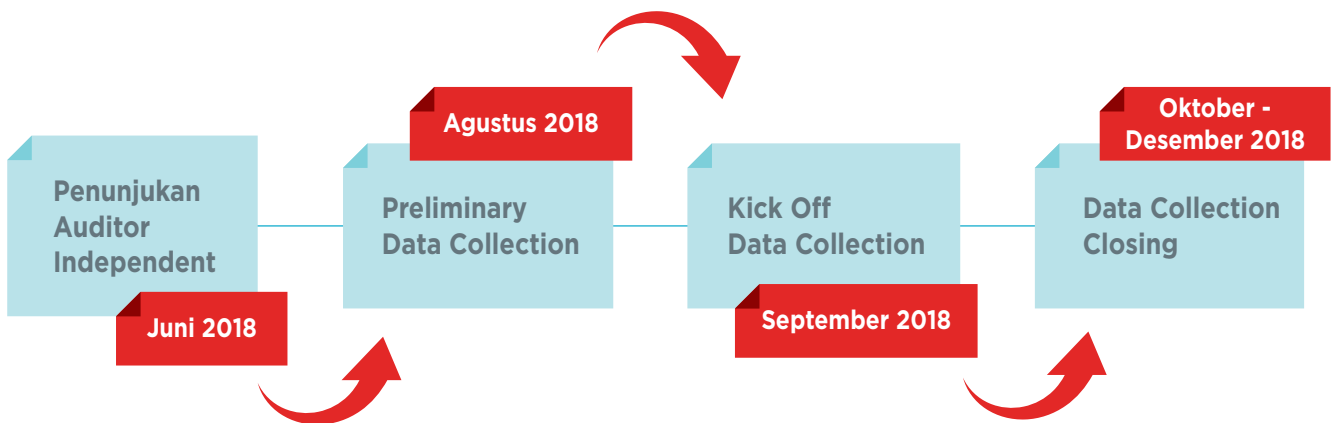 Penunjukan
Auditor
Independent
Juni 2018
Agustus 2018
Preliminary
Data Collection
Kick Off
Data Collection
September 2018
Oktober -
Desember 2018
Data Collection
Closing